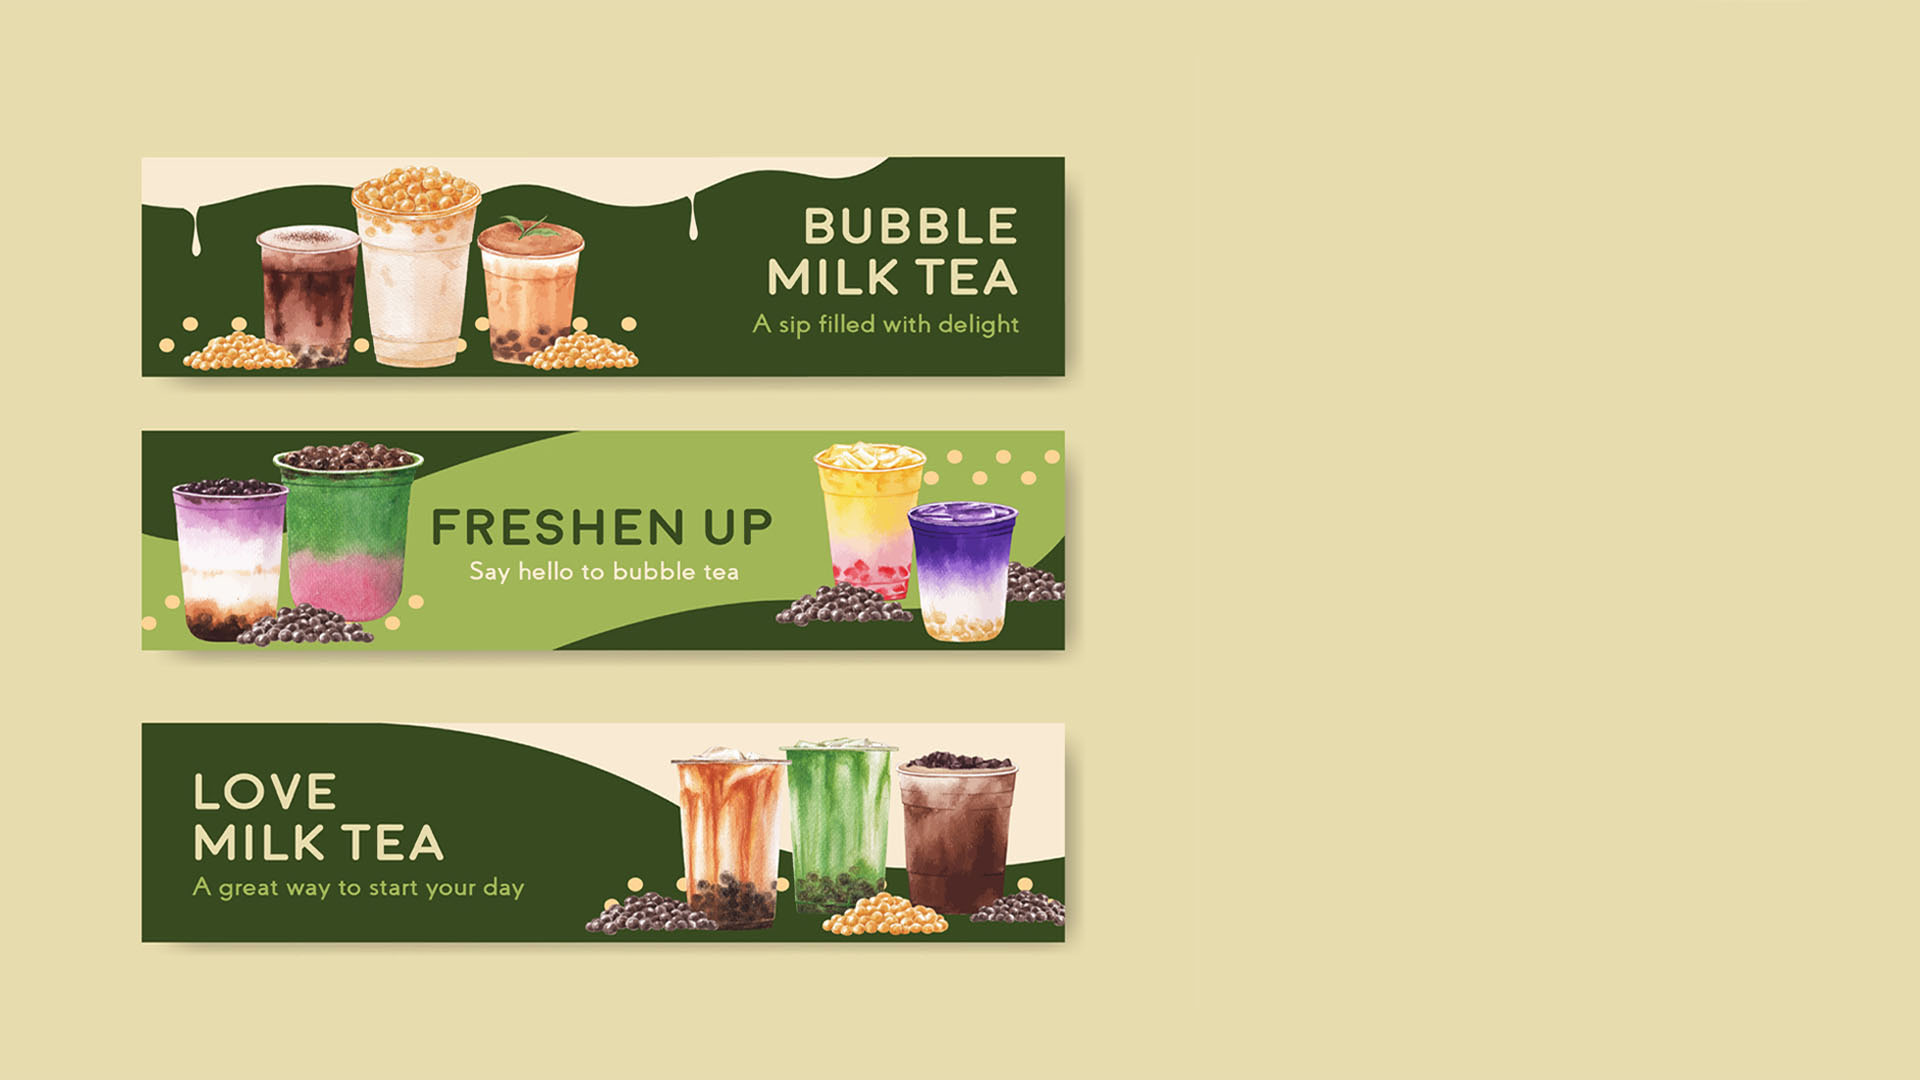 BUBBLE
MILK TEA
A sip filled with delight
FRESHEN UP
Say hello to bubble tea
LOVE
MILK TEA
A great way to start your day